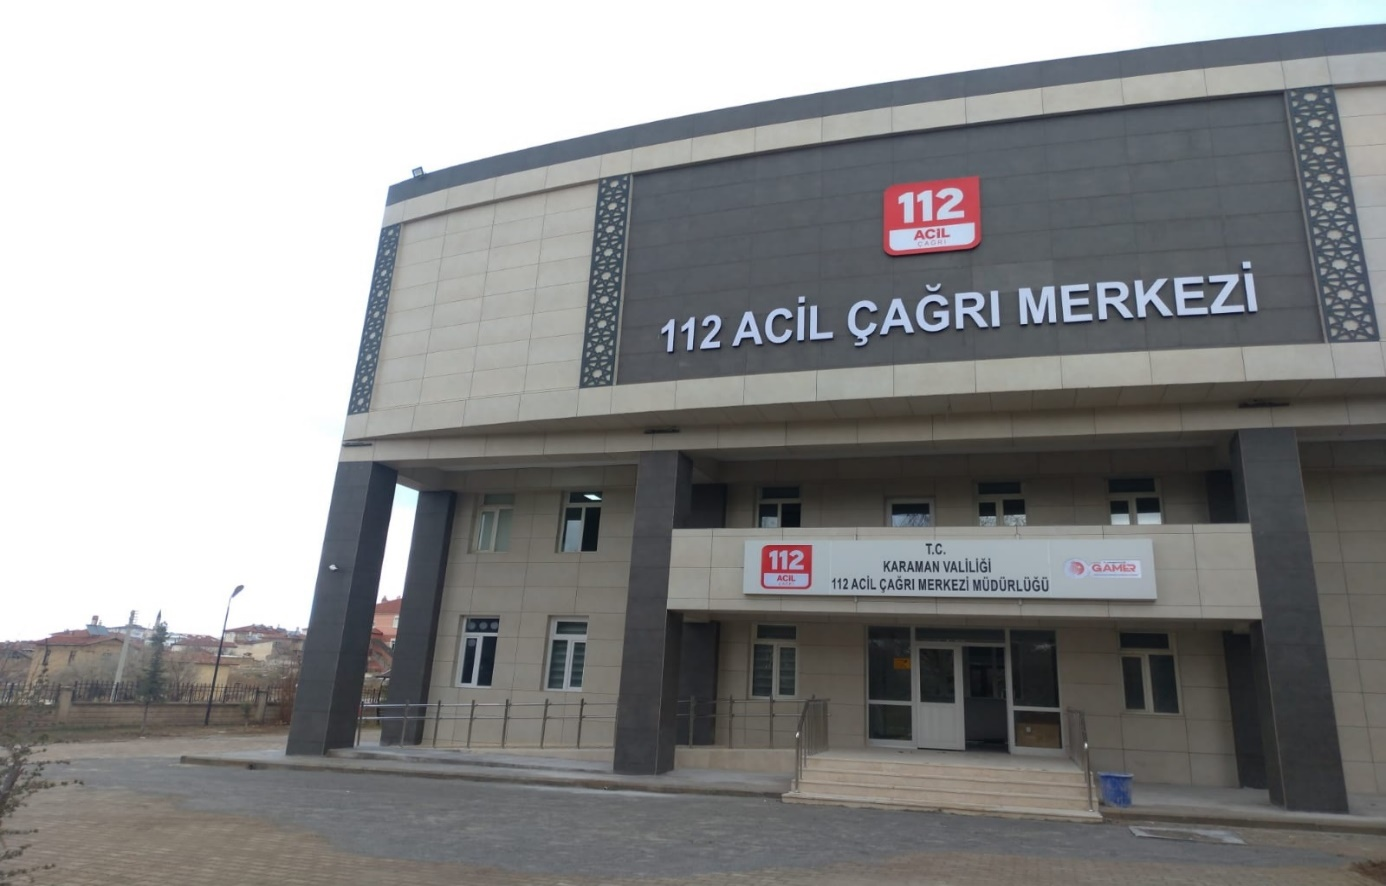 112
ACİL
ÇAĞRI
112 ACİL ÇAĞRI MERKEZİ
112
ACİL
ÇAĞRI
T.C.
KARAMAN VALİLİĞİ
112 ACİL ÇAĞRI MERKEZİ MÜDÜRLÜĞÜ
GAMER